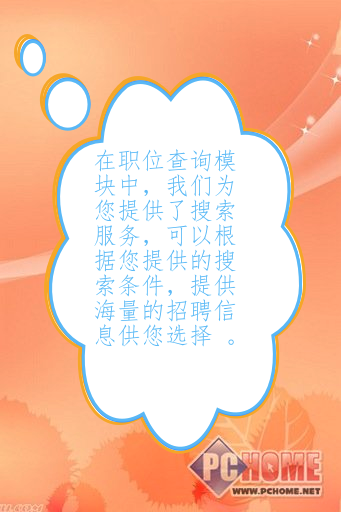 在职位查询模
块中，我们为
您提供了搜索
服务，可以根
据您提供的搜
索条件，提供
海量的招聘信
息供您选择 。
PCHOME
WWW.PCHOME.NET